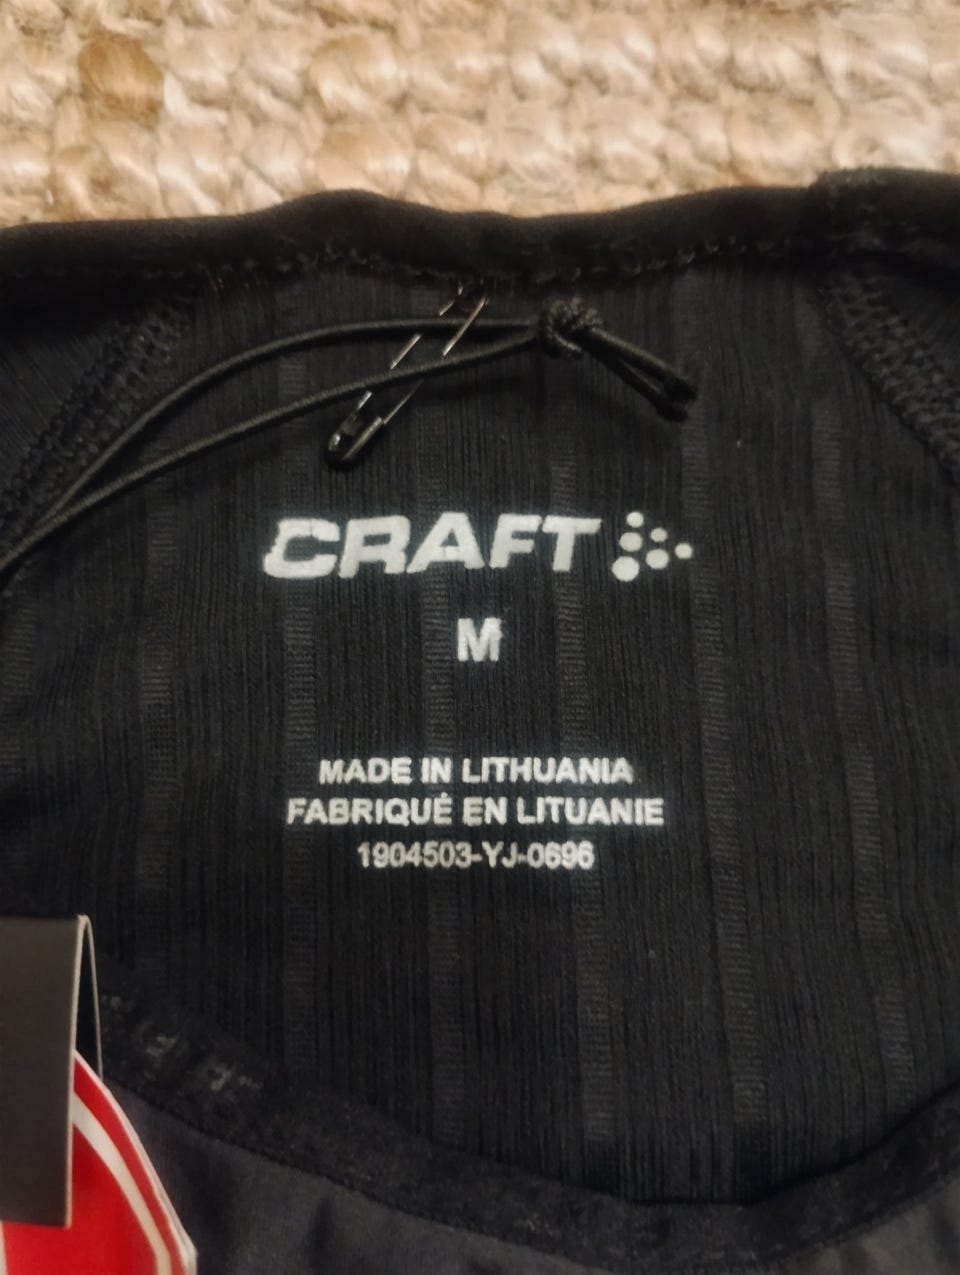 CRAFT
M
MADE IN LITHUANIA
FABRIQUÉ EN LITUANIE
1904503-YJ-0696